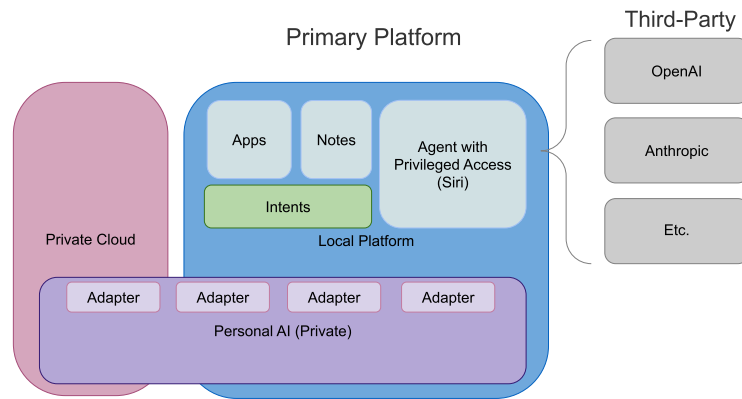 Third-Party
Primary Platform
OpenAI
Apps
Notes
Agent with
Privileged Access
(Siri)
Anthropic
Intents
Private Cloud
Local Platform
Etc.
Adapter
Adapter
Adapter
Adapter
Personal AI (Private)